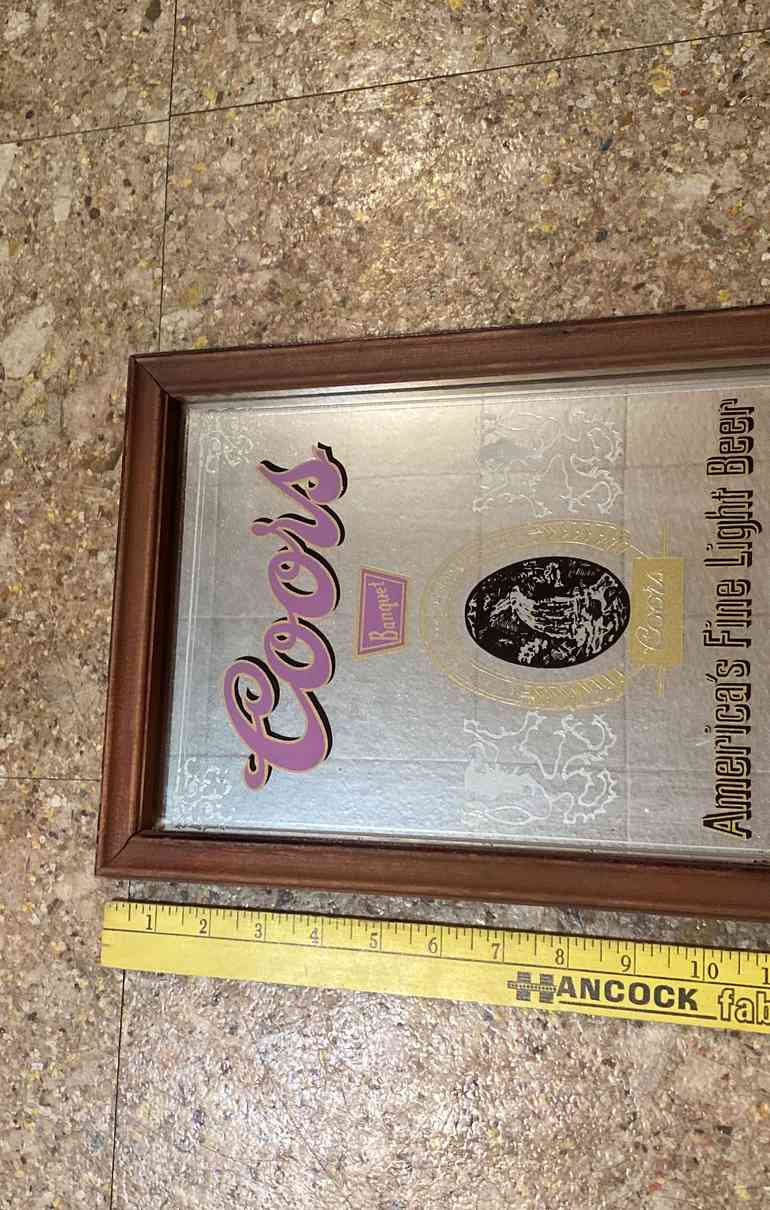 Coors
Banquet
Coors
America's Fine Light Beer
1 2 3 4 5 6 7 8 9 10 1
HANCOCK fab